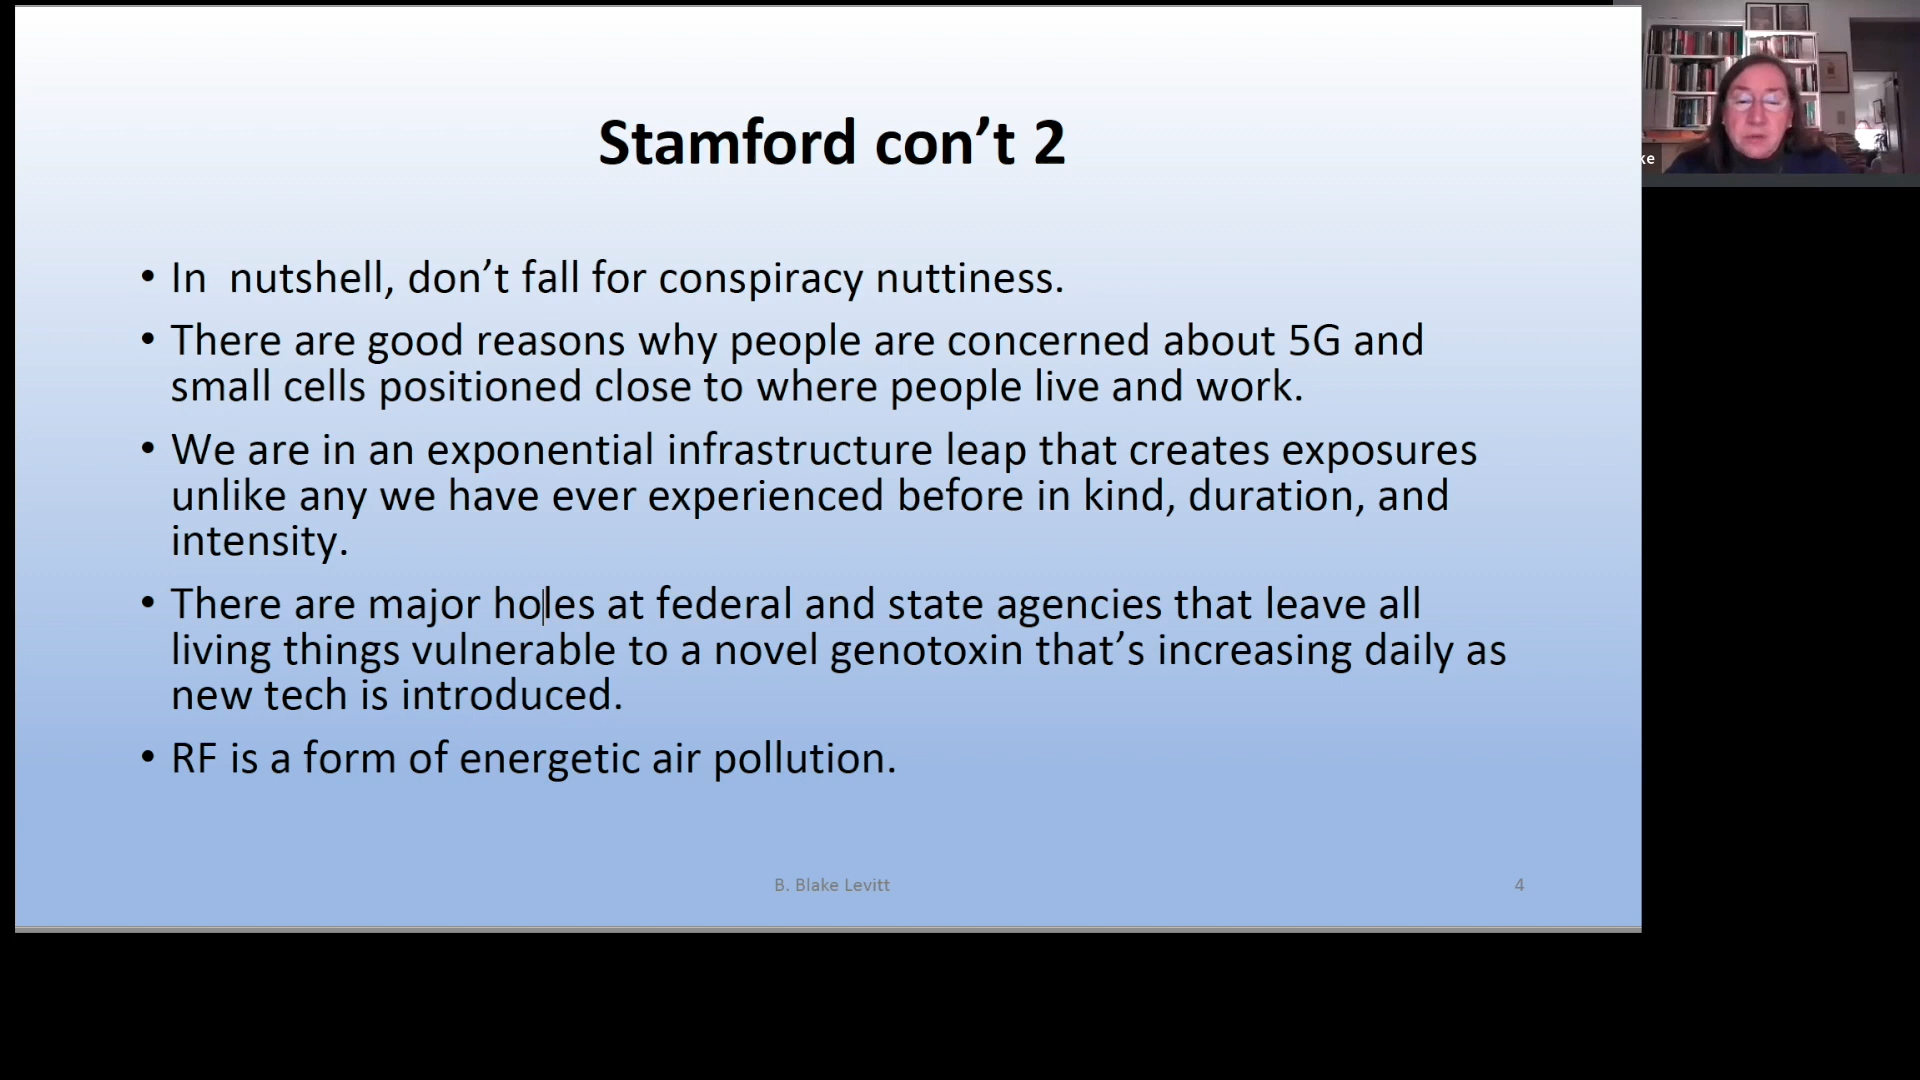 Stamford con’t 2
• In  nutshell, don’t fall for conspiracy nuttiness.
• There are good reasons why people are concerned about 5G and
small cells positioned close to where people live and work.
• We are in an exponential infrastructure leap that creates exposures
unlike any we have ever experienced before in kind, duration, and
intensity.
• There are major holes at federal and state agencies that leave all
living things vulnerable to a novel genotoxin that’s increasing daily as
new tech is introduced.
• RF is a form of energetic air pollution.
B. Blake Levitt
4